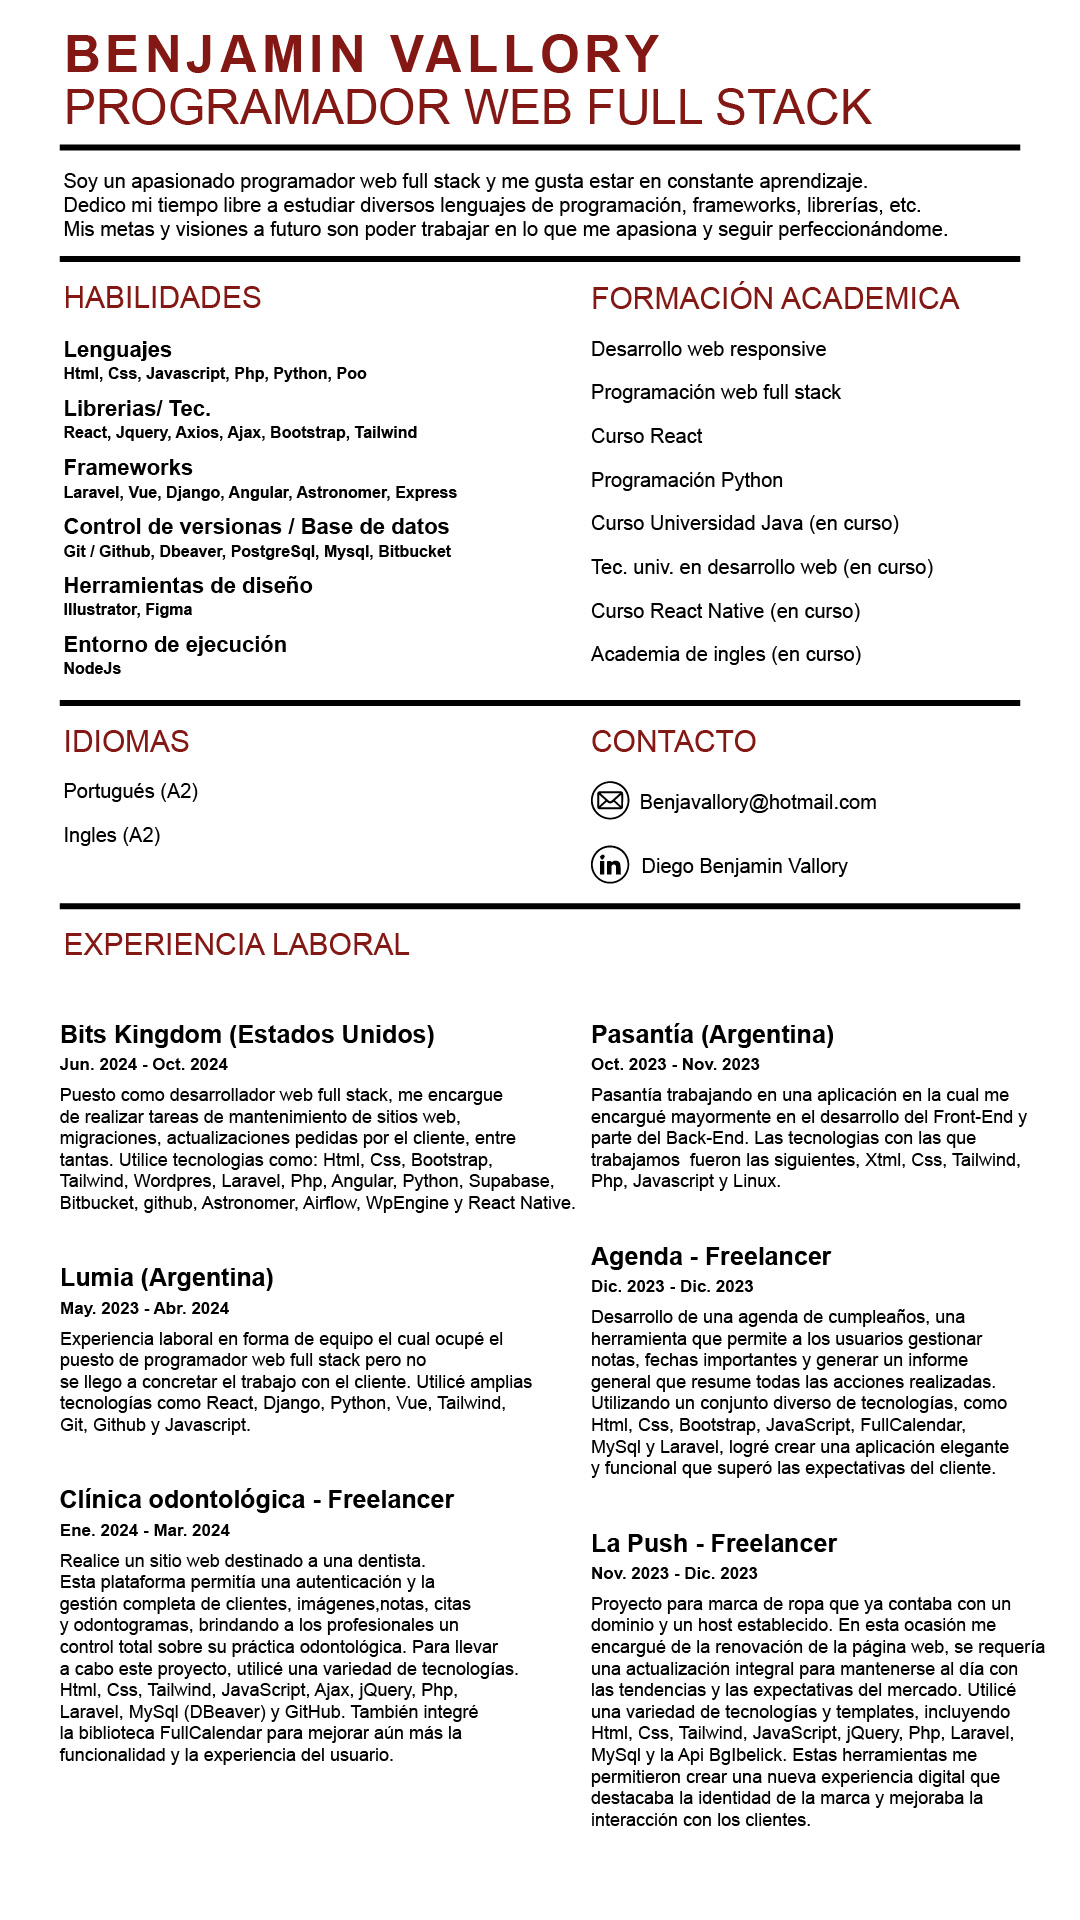 BENJAMIN VALLORY
PROGRAMADOR WEB FULL STACK
Soy un apasionado programador web full stack y me gusta estar en constante aprendizaje.
Dedico mi tiempo libre a estudiar diversos lenguajes de programación, frameworks, librerías, etc.
Mis metas y visiones a futuro son poder trabajar en lo que me apasiona y seguir perfeccionándome.
HABILIDADES
Lenguajes
Html, Css, Javascript, Php, Python, Poo
Librerias/ Tec.
React, Jquery, Axios, Ajax, Bootstrap, Tailwind
Frameworks
Laravel, Vue, Django, Angular, Astronomer, Express
Control de versionas / Base de datos
Git / Github, Dbeaver, PostgreSql, Mysql, Bitbucket
Herramientas de diseño
Illustrator, Figma
Entorno de ejecución
NodeJs
FORMACIÓN ACADEMICA
Desarrollo web responsive
Programación web full stack
Curso React
Programación Python
Curso Universidad Java (en curso)
Tec. univ. en desarrollo web (en curso)
Curso React Native (en curso)
Academia de ingles (en curso)
IDIOMAS
Portugués (A2)
Ingles (A2)
CONTACTO
Benjavallory@hotmail.com
in Diego Benjamin Vallory
EXPERIENCIA LABORAL
Bits Kingdom (Estados Unidos)
Jun. 2024 - Oct. 2024
Puesto como desarrollador web full stack, me encargue
de realizar tareas de mantenimiento de sitios web,
migraciones, actualizaciones pedidas por el cliente, entre
tantas. Utilice tecnologias como: Html, Css, Bootstrap,
Tailwind, Wordpres, Laravel, Php, Angular, Python, Supabase,
Bitbucket, github, Astronomer, Airflow, WpEngine y React Native.
Lumia (Argentina)
May. 2023 - Abr. 2024
Experiencia laboral en forma de equipo el cual ocupé el
puesto de programador web full stack pero no
se llego a concretar el trabajo con el cliente. Utilicé amplias
tecnologías como React, Django, Python, Vue, Tailwind,
Git, Github y Javascript.
Clínica odontológica - Freelancer
Ene. 2024 - Mar. 2024
Realice un sitio web destinado a una dentista.
Esta plataforma permitía una autenticación y la
gestión completa de clientes, imágenes,notas, citas
y odontogramas, brindando a los profesionales un
control total sobre su práctica odontológica. Para llevar
a cabo este proyecto, utilicé una variedad de tecnologías.
Html, Css, Tailwind, JavaScript, Ajax, jQuery, Php,
Laravel, MySql (DBeaver) y GitHub. También integré
la biblioteca FullCalendar para mejorar aún más la
funcionalidad y la experiencia del usuario.
Pasantía (Argentina)
Oct. 2023 - Nov. 2023
Pasantía trabajando en una aplicación en la cual me
encargué mayormente en el desarrollo del Front-End y
parte del Back-End. Las tecnologias con las que
trabajamos  fueron las siguientes, Xtml, Css, Tailwind,
Php, Javascript y Linux.
Agenda - Freelancer
Dic. 2023 - Dic. 2023
Desarrollo de una agenda de cumpleaños, una
herramienta que permite a los usuarios gestionar
notas, fechas importantes y generar un informe
general que resume todas las acciones realizadas.
Utilizando un conjunto diverso de tecnologías, como
Html, Css, Bootstrap, JavaScript, FullCalendar,
MySql y Laravel, logré crear una aplicación elegante
y funcional que superó las expectativas del cliente.
La Push - Freelancer
Nov. 2023 - Dic. 2023
Proyecto para marca de ropa que ya contaba con un
dominio y un host establecido. En esta ocasión me
encargué de la renovación de la página web, se requería
una actualización integral para mantenerse al día con
las tendencias y las expectativas del mercado. Utilicé
una variedad de tecnologías y templates, incluyendo
Html, Css, Tailwind, JavaScript, jQuery, Php, Laravel,
MySql y la Api BgIbelick. Estas herramientas me
permitieron crear una nueva experiencia digital que
destacaba la identidad de la marca y mejoraba la
interacción con los clientes.